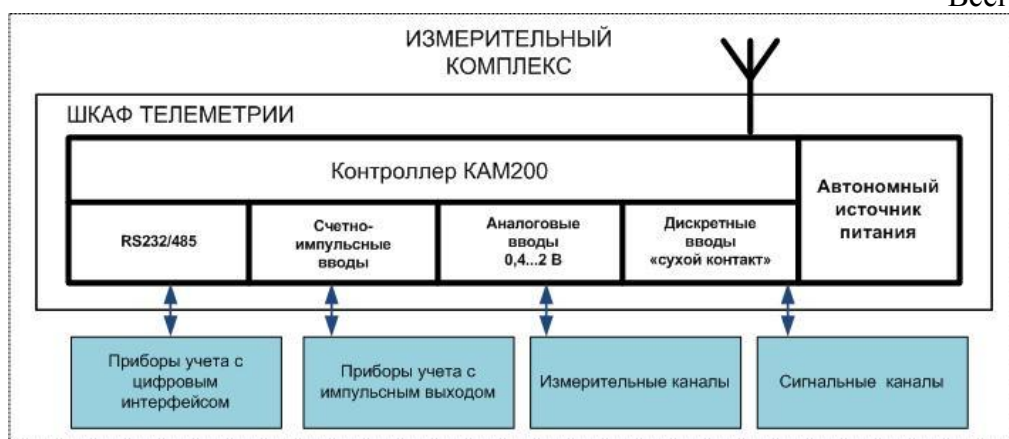 ИЗМЕРИТЕЛЬНЫЙ
КОМПЛЕКС
ШКАФ ТЕЛЕМЕТРИИ
Контроллер КАМ200
Автономный
источник
питания
RS232/485
Счетно-
импульсные
вводы
Аналоговые
вводы
0,4...2 В
Дискретные
вводы
«сухой контакт»
Приборы учета с
цифровым
интерфейсом
Приборы учета с
импульсным выходом
Измерительные каналы
Сигнальные каналы